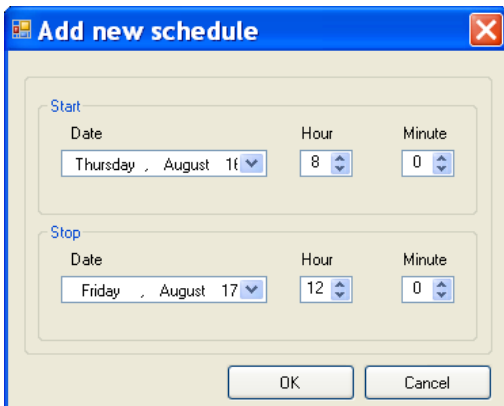 Add new schedule
Start
Date Hour Minute
Thursday , August 16 8 0
Stop
Date Hour Minute
Friday , August 17 12 0
OK Cancel